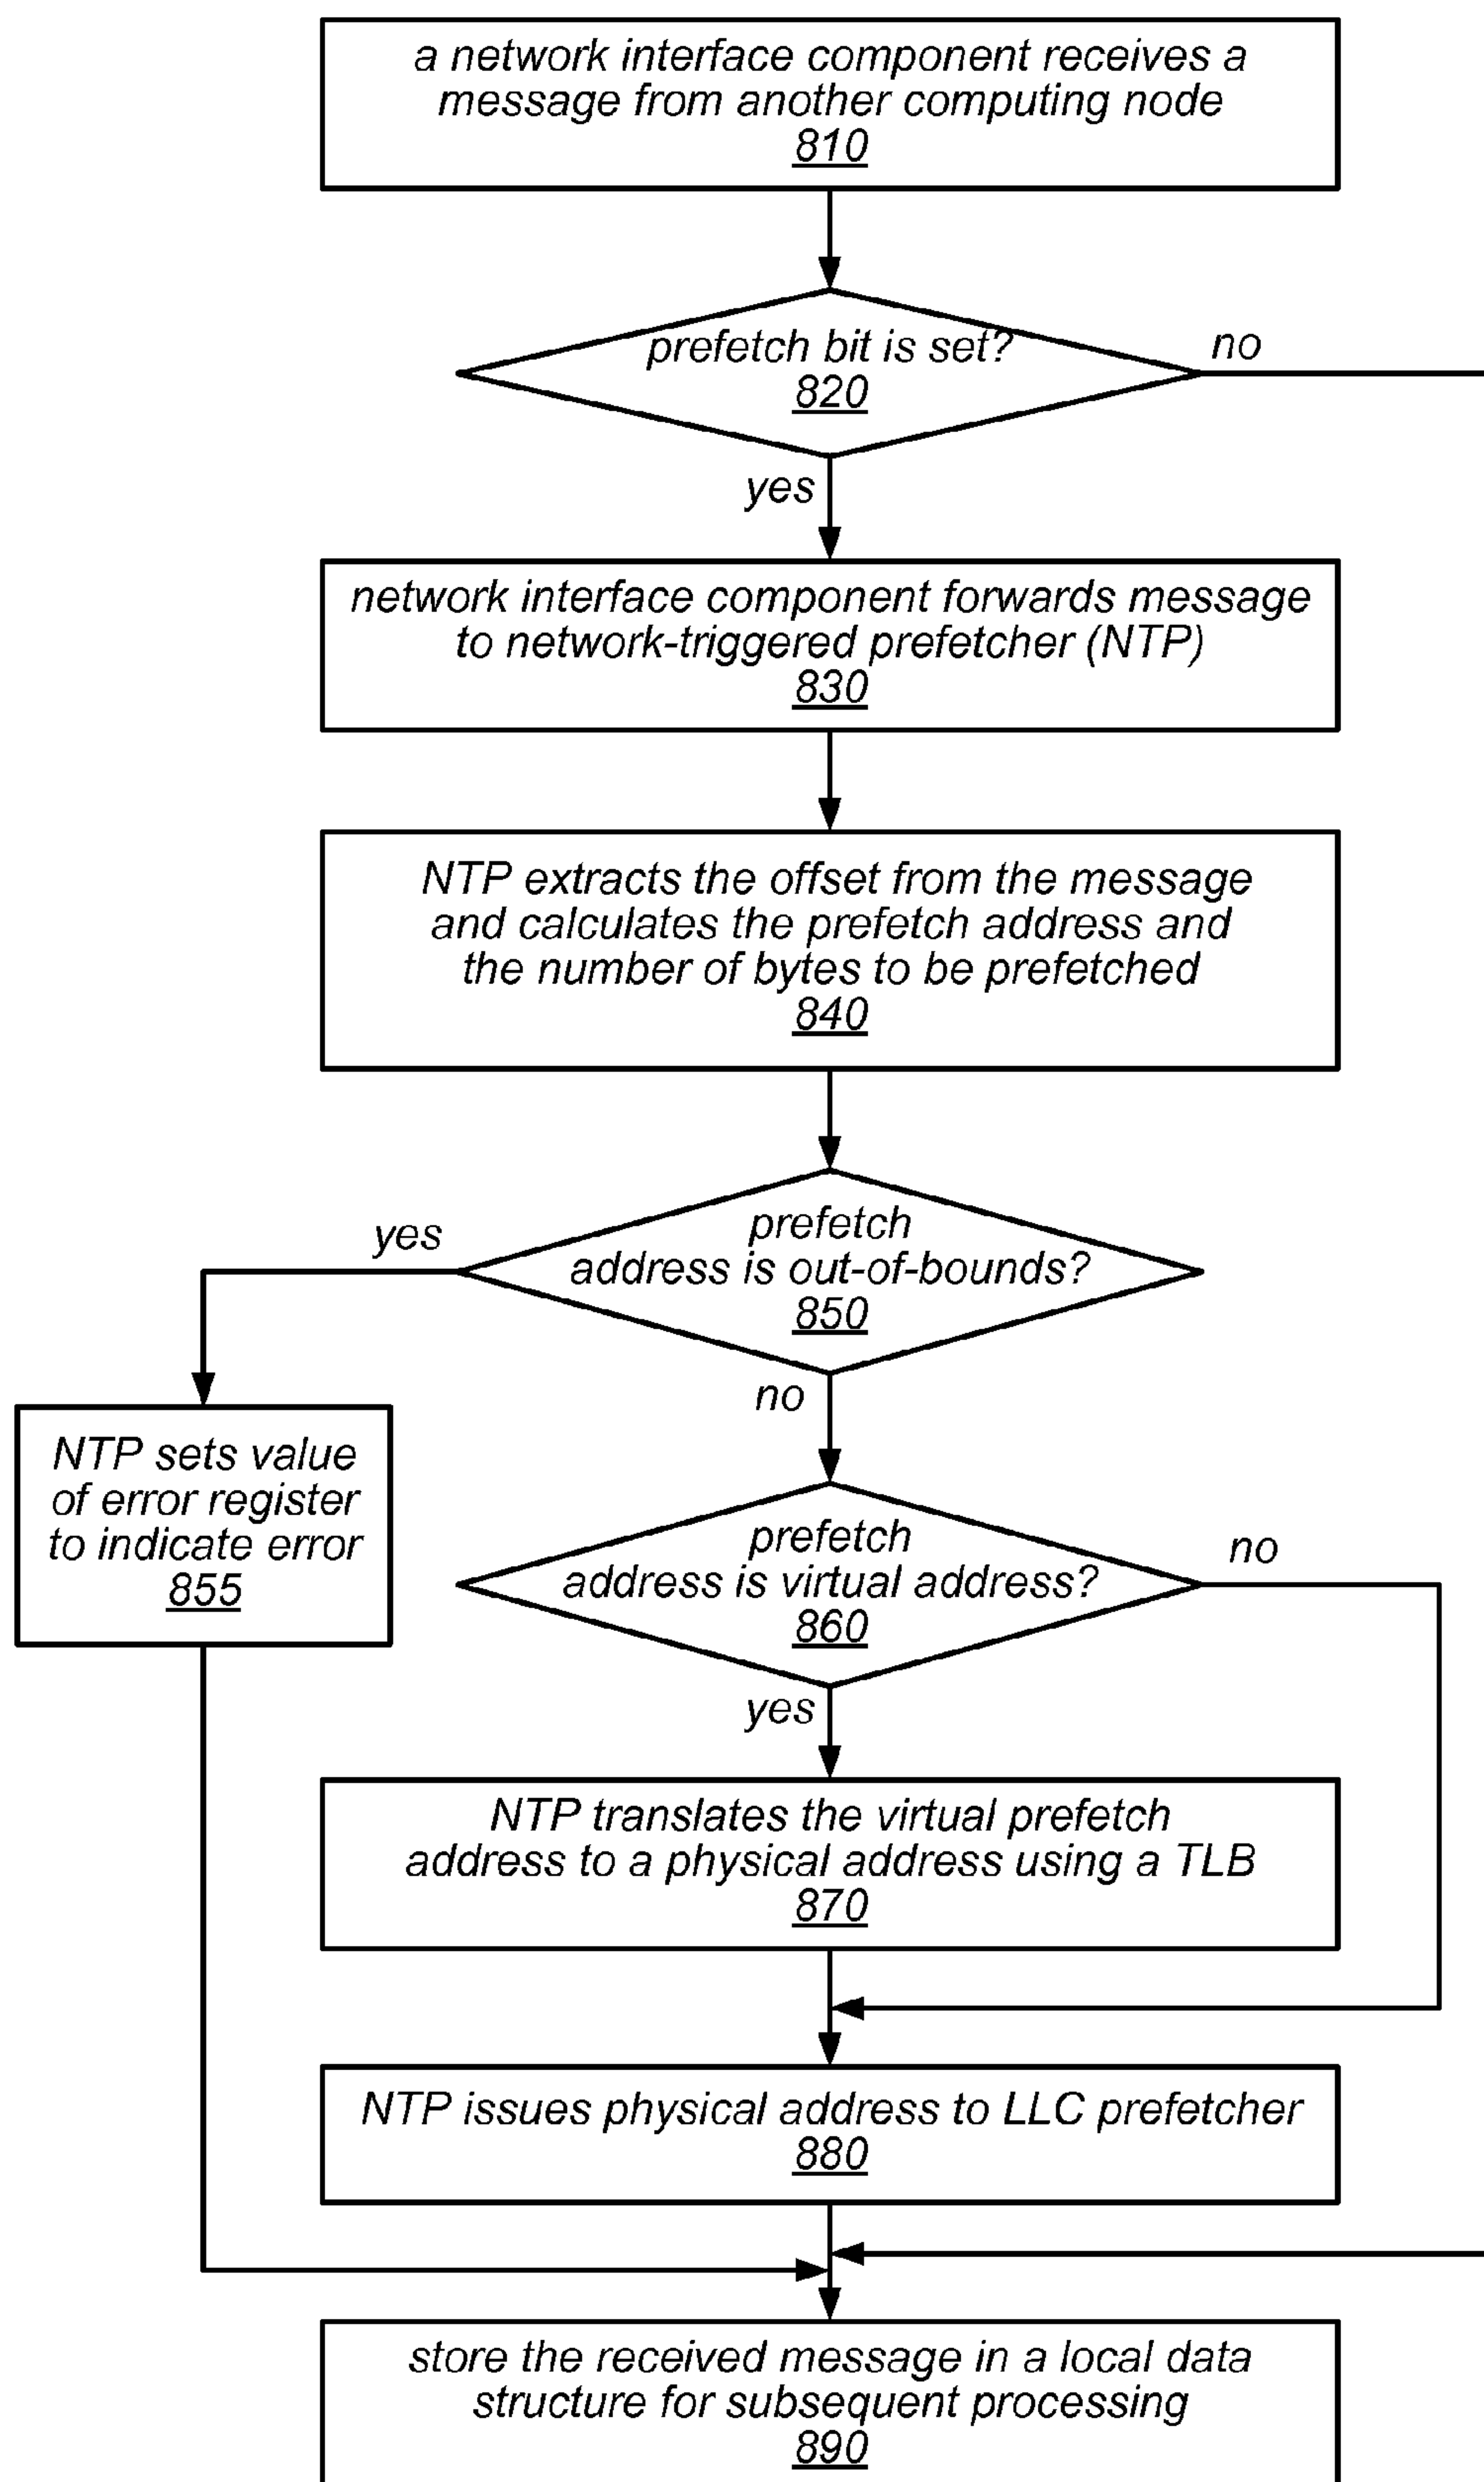 a network interface component receives a
message from another computing node
810
prefetch bit is set?
820
no
yes
network interface component forwards message
to network-triggered prefetcher (NTP)
830
NTP extracts the offset from the message
and calculates the prefetch address and
the number of bytes to be prefetched
840
yes
prefetch
address is out-of-bounds?
850
no
NTP sets value
of error register
to indicate error
855
prefetch
address is virtual address?
860
no
yes
NTP translates the virtual prefetch
address to a physical address using a TLB
870
NTP issues physical address to LLC prefetcher
880
store the received message in a local data
structure for subsequent processing
890